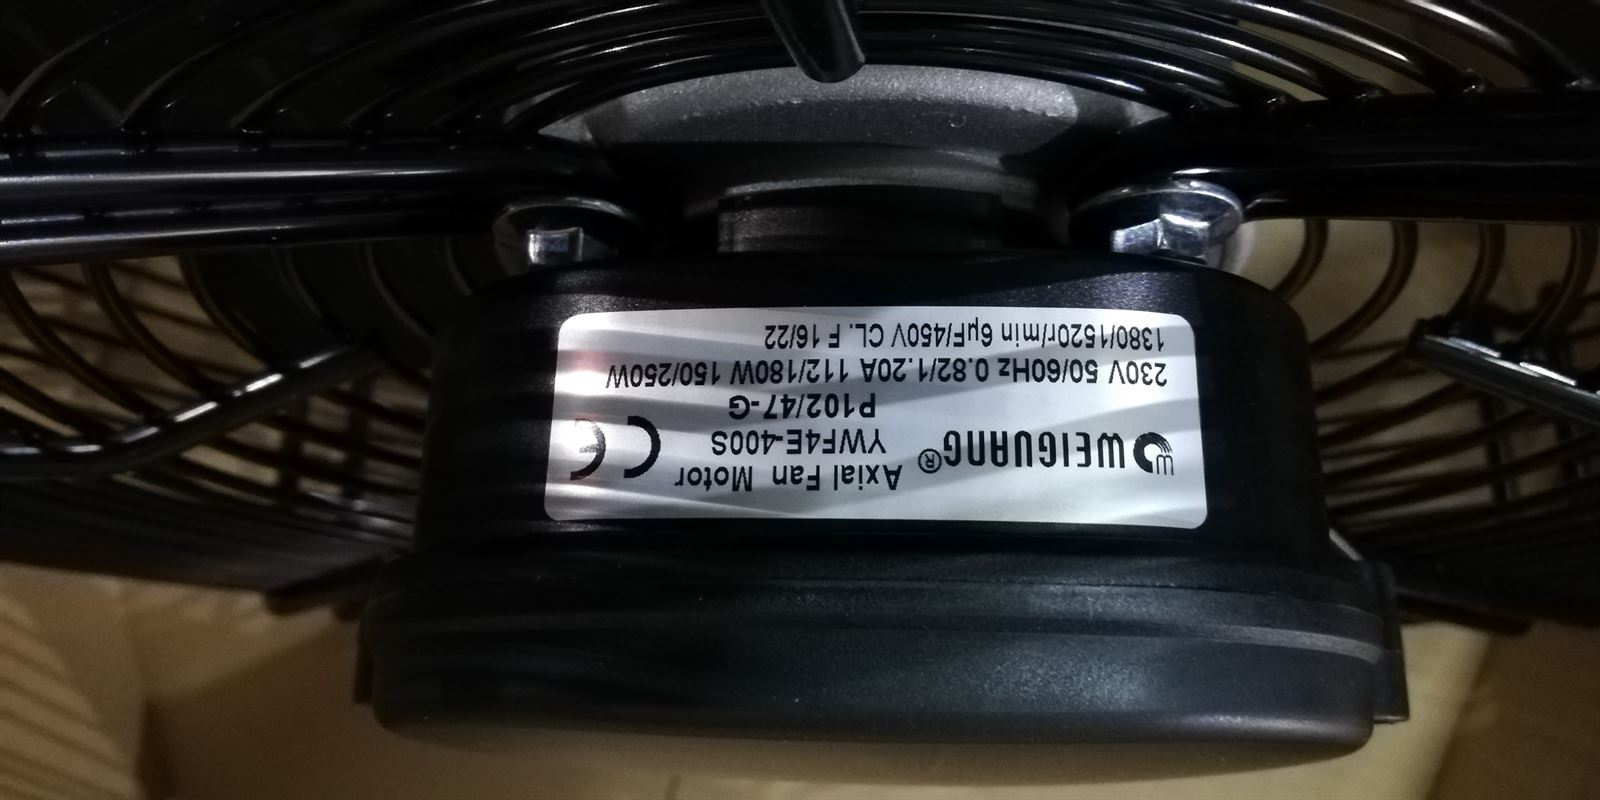 WEIGUANG®
Axial Fan Motor
YWF4E-400S
P102/47-G
CE
230V 50/60Hz 0.82/1.20A 112/180W 150/250W
1380/1520r/min 6µF/450V CL. F 16/22